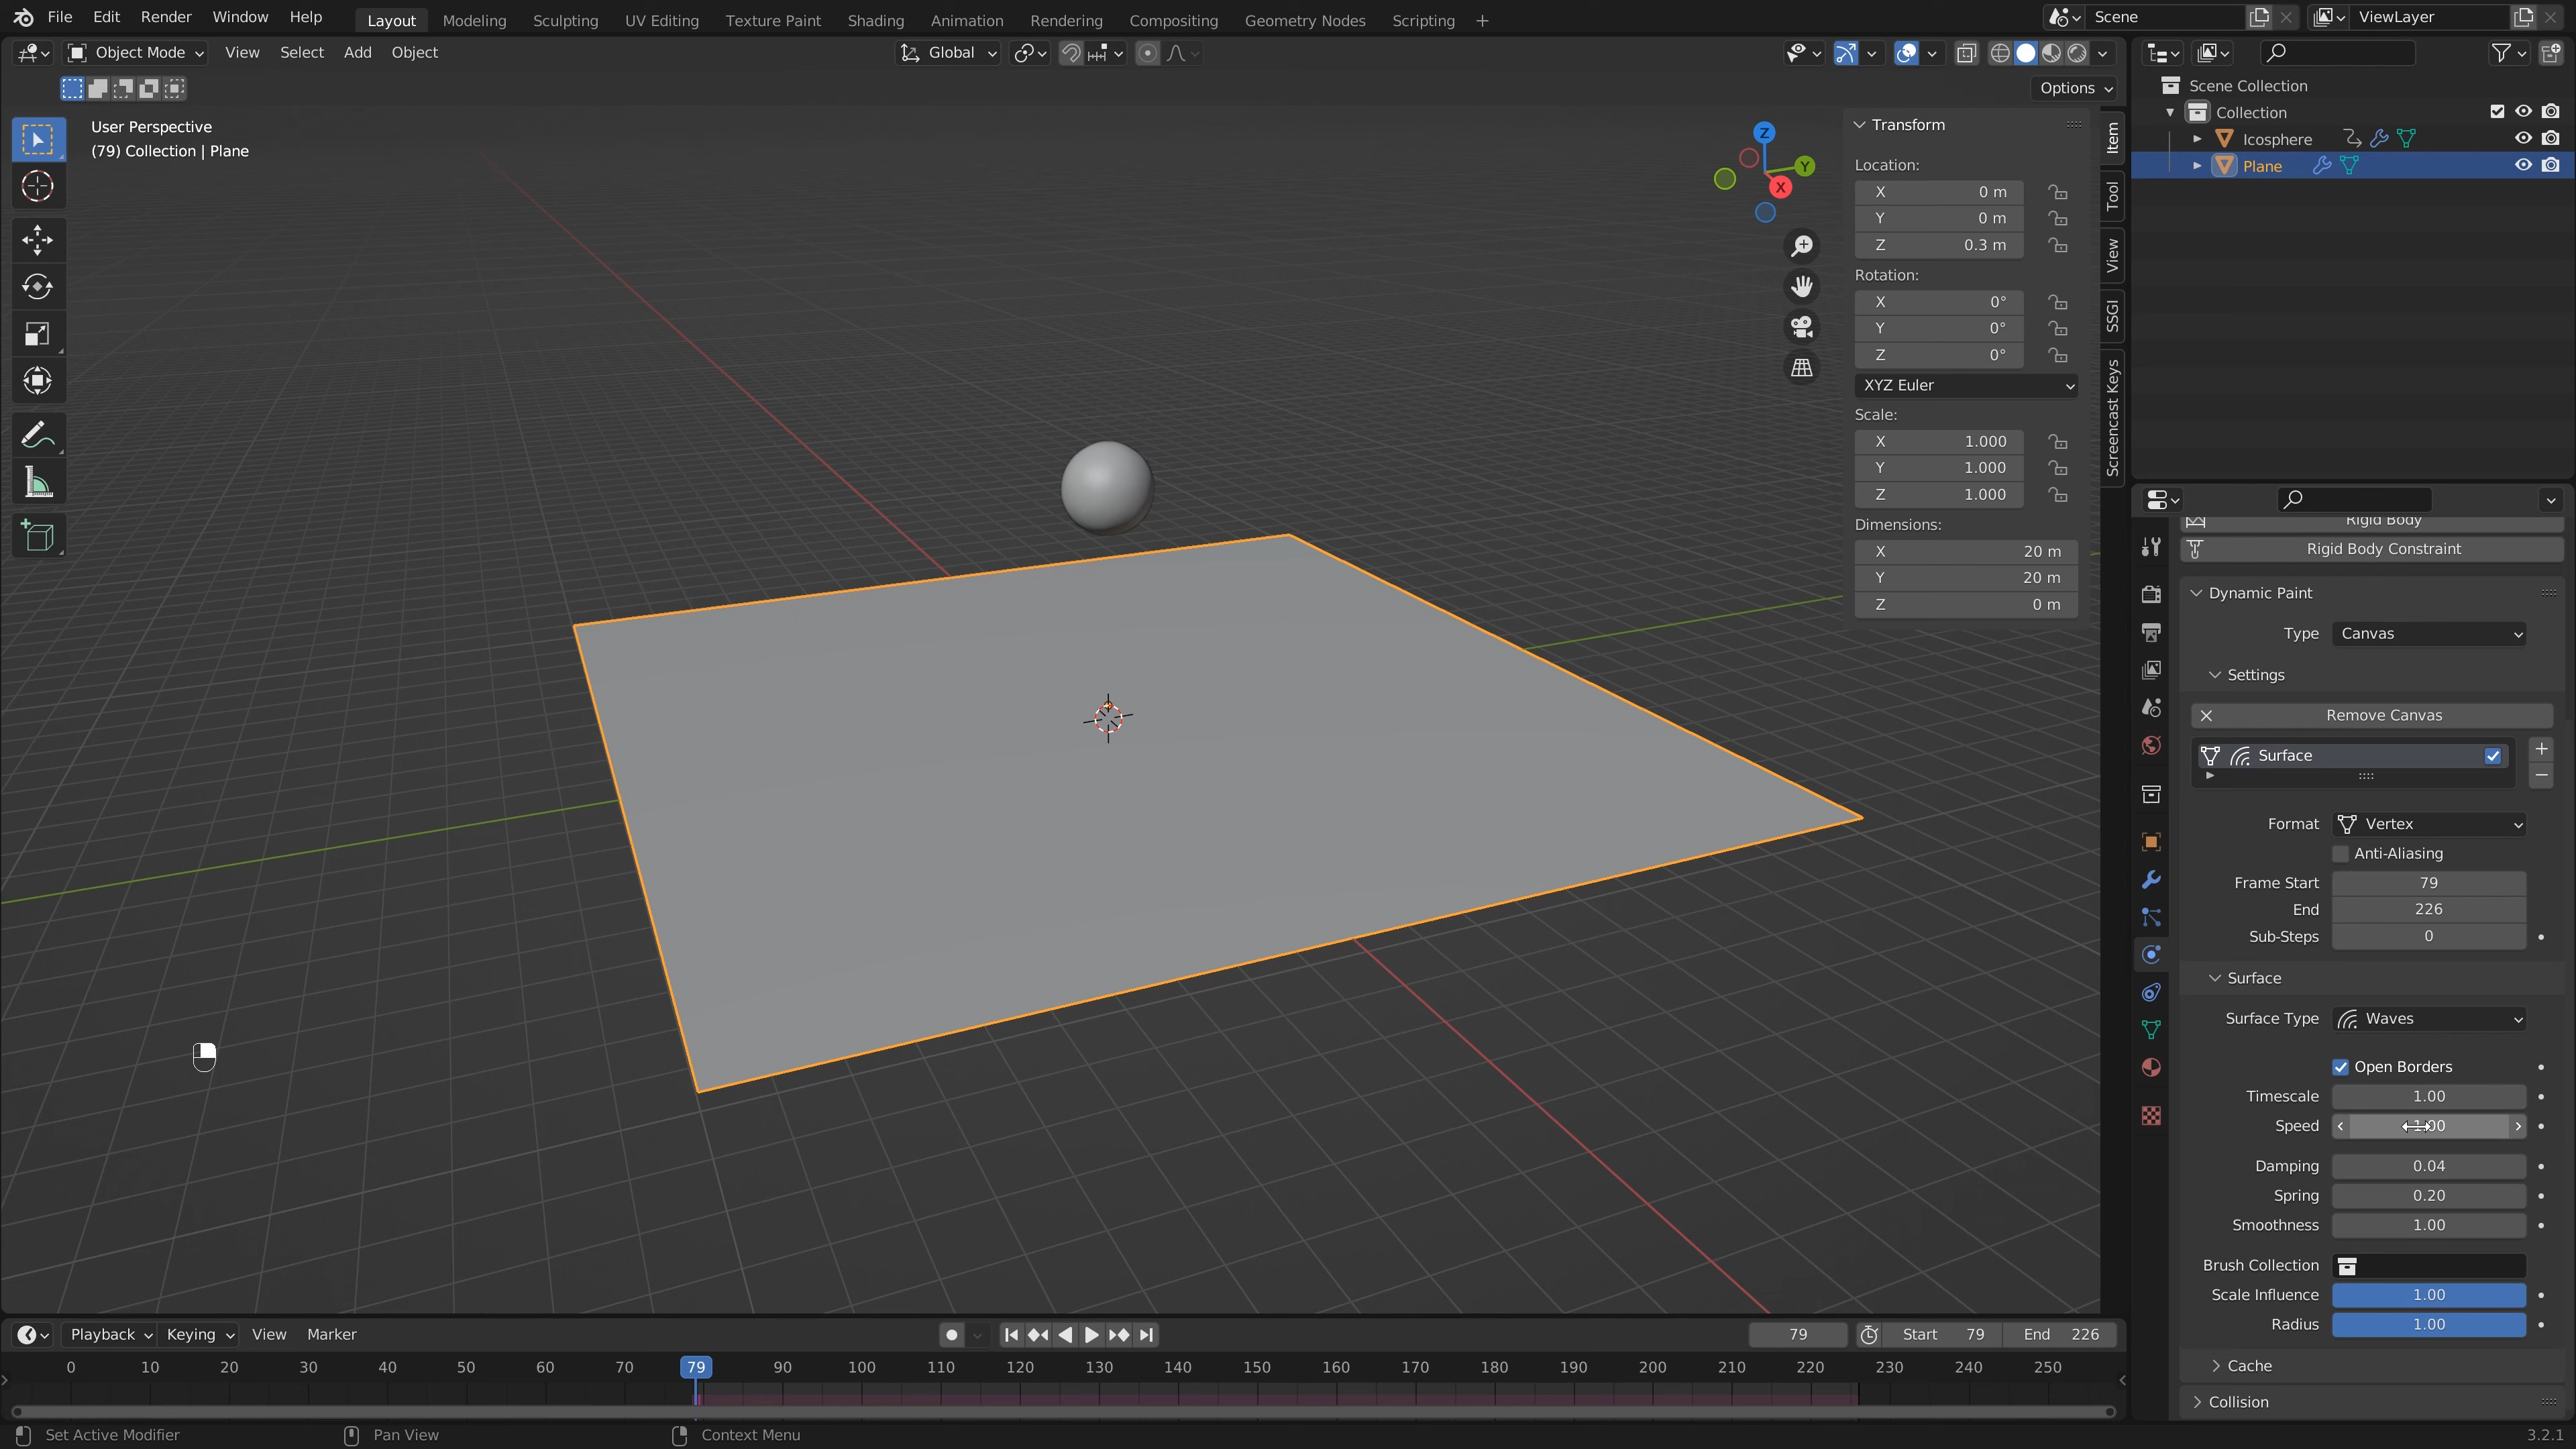 File Edit Render Window Help Layout Modeling Sculpting UV Editing Texture Paint Shading Animation Rendering Compositing Geometry Nodes Scripting + Scene ViewLayer
Object Mode View Select Add Object Global
Options
User Perspective
(79) Collection | Plane
Z
Y
X
Transform
Location:
X 0 m
Y 0 m
Z 0.3 m
Rotation:
X 0°
Y 0°
Z 0°
XYZ Euler
Scale:
X 1.000
Y 1.000
Z 1.000
Dimensions:
X 20 m
Y 20 m
Z 0 m
Item
Tool
View
SSGI
Screencast Keys
Scene Collection
Collection
Icosphere
Plane
Rigid Body
Rigid Body Constraint
Dynamic Paint
Type Canvas
Settings
Remove Canvas
Surface
Format Vertex
Anti-Aliasing
Frame Start 79
End 226
Sub-Steps 0
Surface
Surface Type Waves
Open Borders
Timescale 1.00
Speed
Damping 0.04
Spring 0.20
Smoothness 1.00
Brush Collection
Scale Influence 1.00
Radius 1.00
Cache
Collision
Playback Keying View Marker 79 Start 79 End 226
0 10 20 30 40 50 60 70 79 90 100 110 120 130 140 150 160 170 180 190 200 210 220 230 240 250
Set Active Modifier Pan View Context Menu 3.2.1